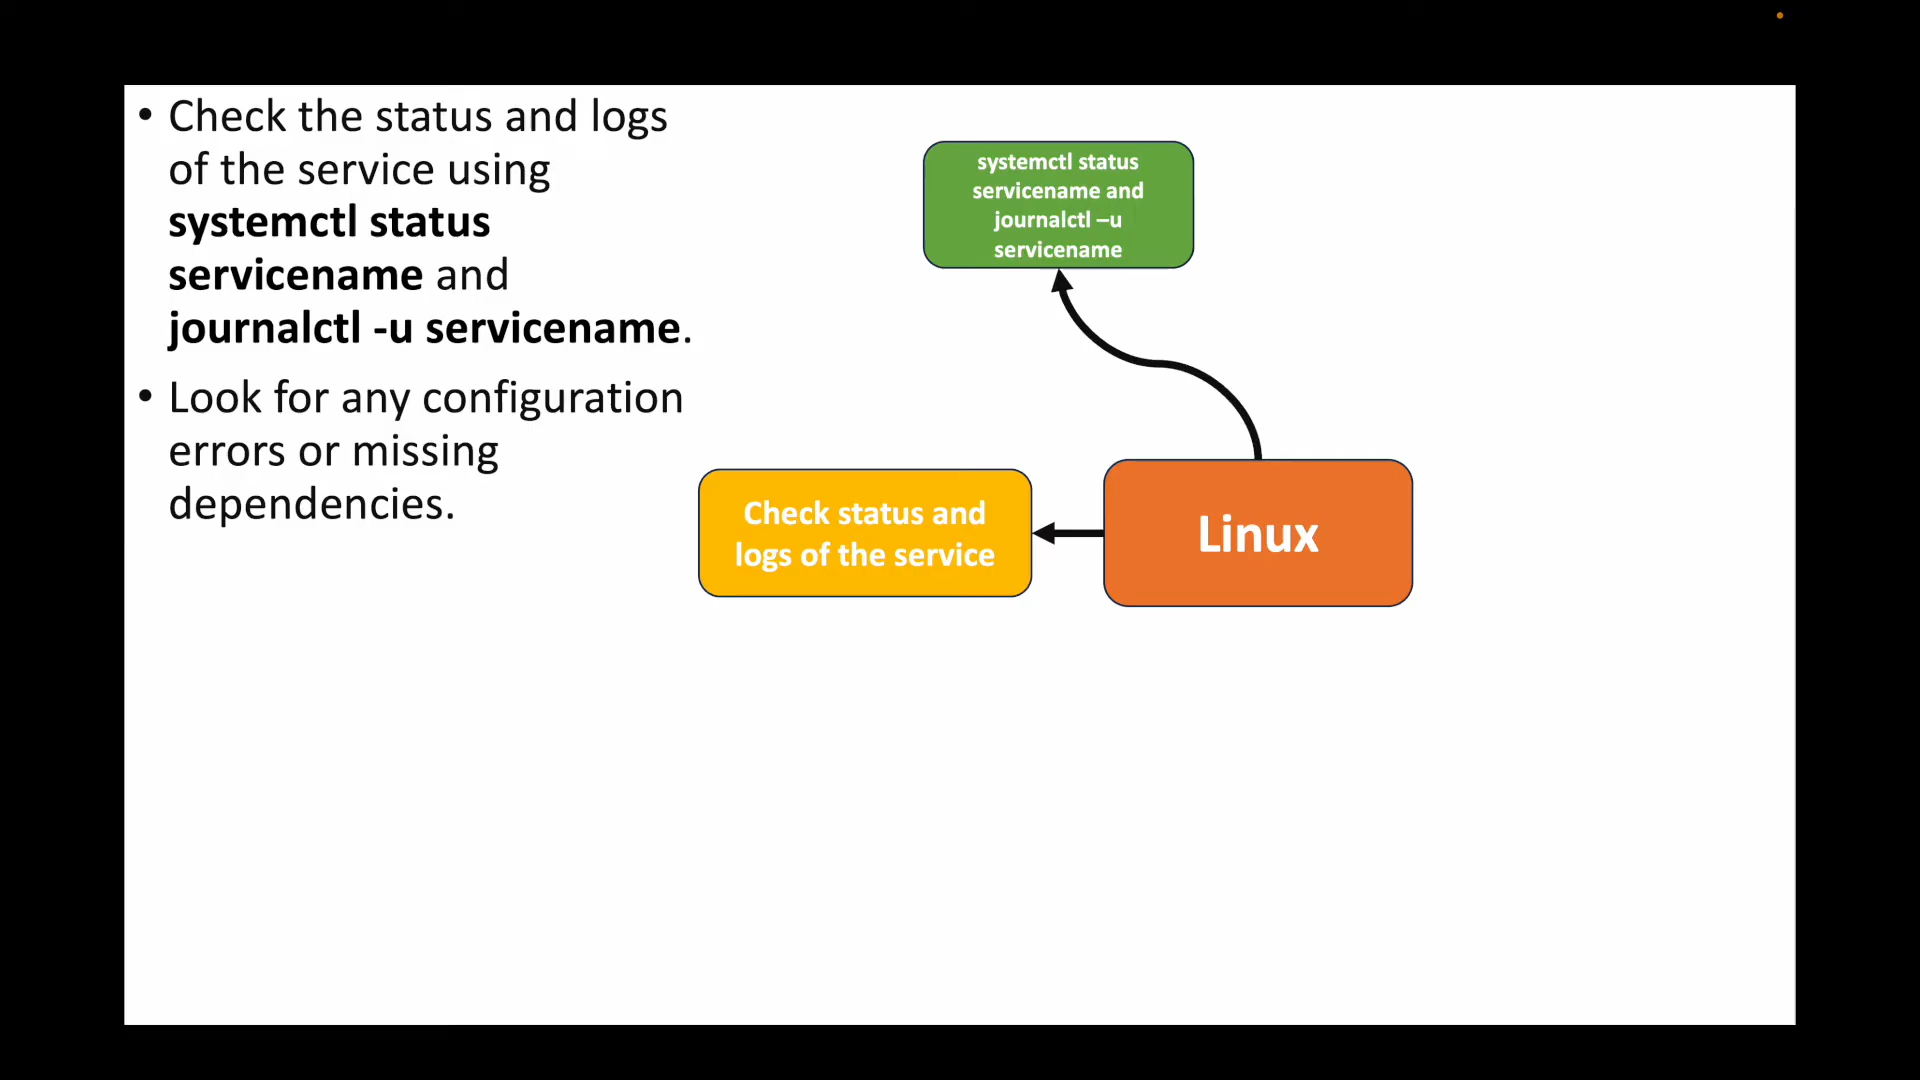 • Check the status and logs
of the service using
systemctl status
servicename and
journalctl -u servicename.
• Look for any configuration
errors or missing
dependencies.
systemctl status
servicename and
journalctl –u
servicename
Check status and
logs of the service
Linux